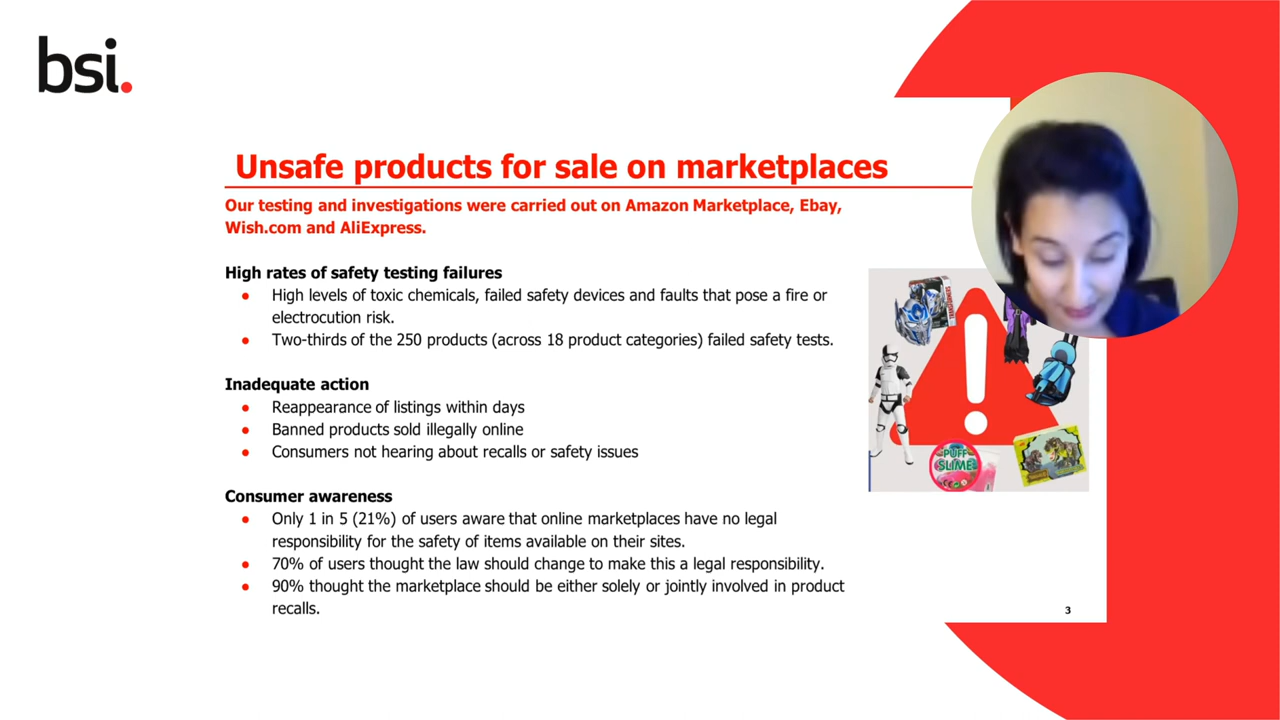 bsi.
Unsafe products for sale on marketplaces
Our testing and investigations were carried out on Amazon Marketplace, Ebay,
Wish.com and AliExpress.
High rates of safety testing failures
● High levels of toxic chemicals, failed safety devices and faults that pose a fire or
electrocution risk.
● Two-thirds of the 250 products (across 18 product categories) failed safety tests.
Inadequate action
● Reappearance of listings within days
● Banned products sold illegally online
● Consumers not hearing about recalls or safety issues
Consumer awareness
● Only 1 in 5 (21%) of users aware that online marketplaces have no legal
responsibility for the safety of items available on their sites.
● 70% of users thought the law should change to make this a legal responsibility.
● 90% thought the marketplace should be either solely or jointly involved in product
recalls.
TRANSFORMERS
!
PUFF
SLIME
3